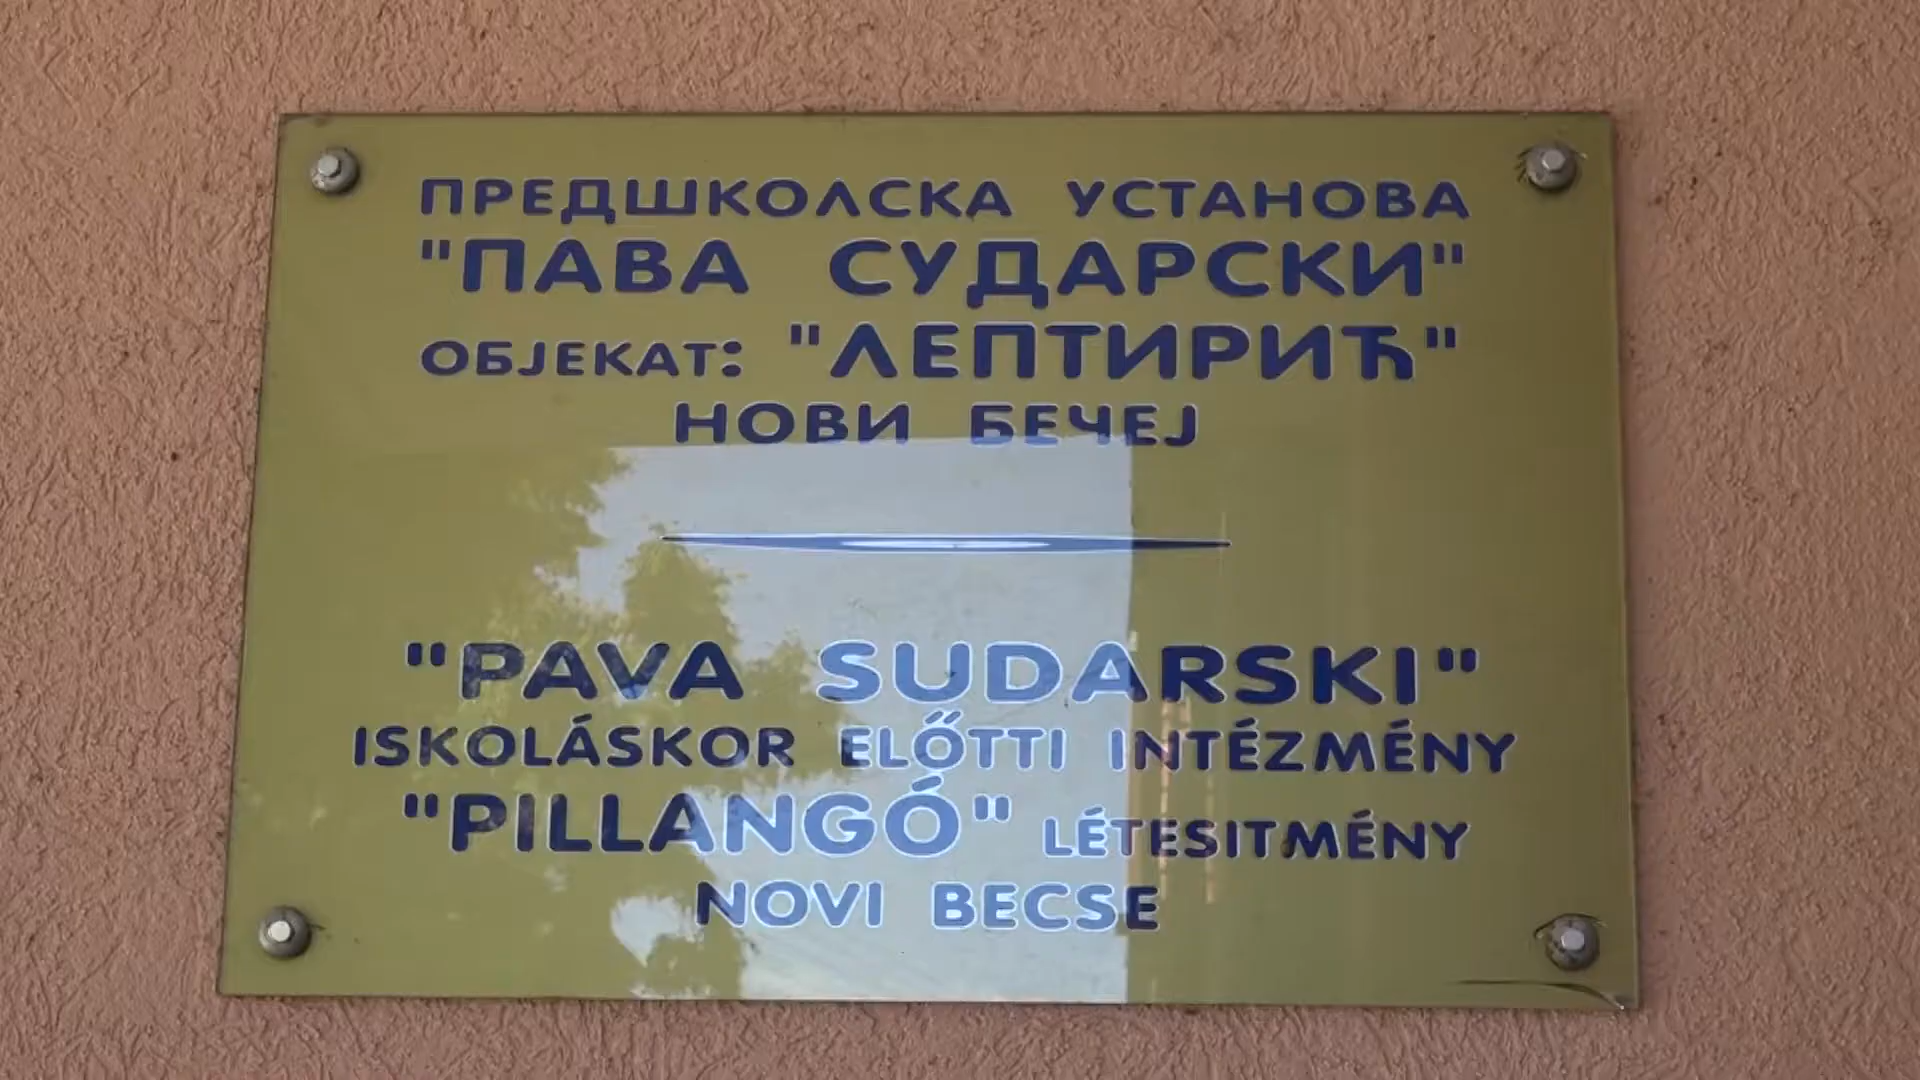 ПРЕДШКОЛСКА УСТАНОВА
"ПАВА СУДАРСКИ"
ОБЈЕКАТ: "ЛЕПТИРИЋ"
НОВИ БЕЧЕЈ
"PAVA SUDARSKI"
ISKOLÁSKOR ELŐTTI INTÉZMÉNY
"PILLANGÓ" LÉTESITMÉNY
NOVI BECSE